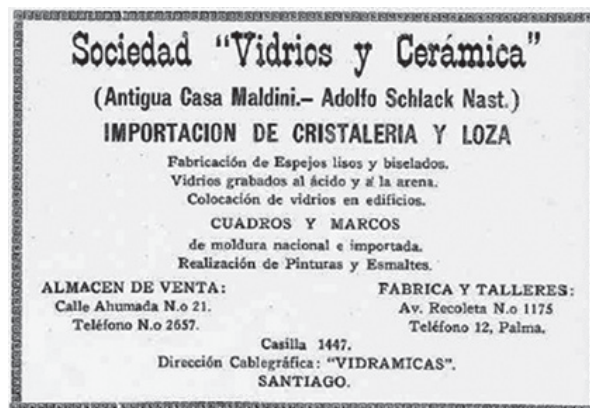 Sociedad "Vidrios y Cerámica"
(Antigua Casa Maldini.- Adolfo Schlack Nast.)
IMPORTACION DE CRISTALERIA Y LOZA
Fabricación de Espejos lisos y biselados.
Vidrios grabados al ácido y a la arena.
Colocación de vidrios en edificios.
CUADROS Y MARCOS
de moldura nacional e importada.
Realización de Pinturas y Esmaltes.
ALMACEN DE VENTA:
Calle Ahumada N.o 21.
Teléfono N.o 2657.
FABRICA Y TALLERES:
Av. Recoleta N.o 1175
Teléfono 12, Palma.
Casilla 1447.
Dirección Cablegráfica: "VIDRAMICAS".
SANTIAGO.